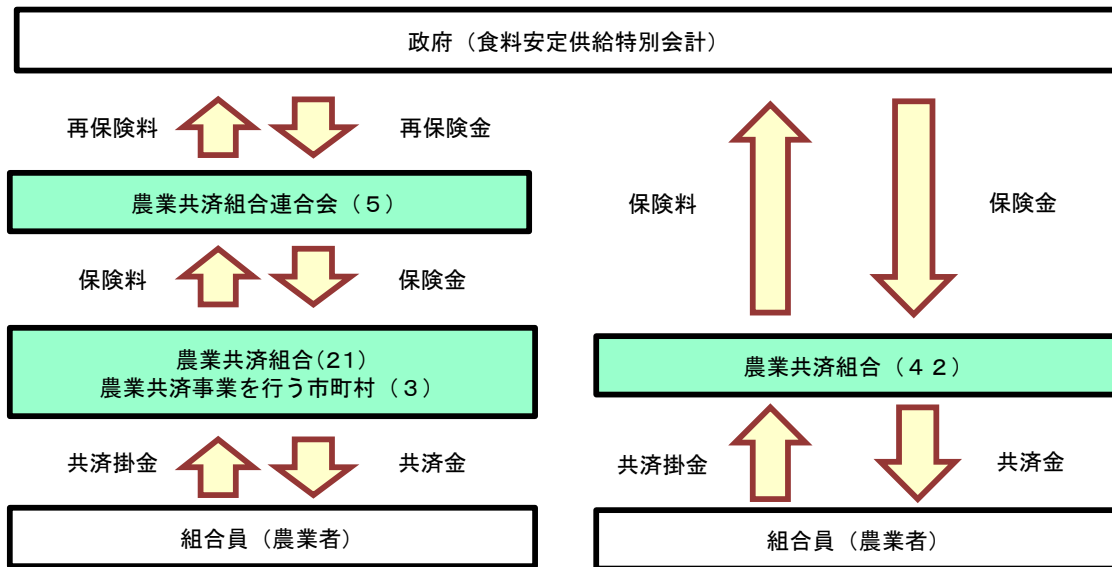 政府（食料安定供給特別会計）
再保険料
再保険金
農業共済組合連合会（５）
保険料
保険金
農業共済組合(21)
農業共済事業を行う市町村（３）
共済掛金
共済金
組合員（農業者）
保険料
保険金
農業共済組合（４２）
共済掛金
共済金
組合員（農業者）